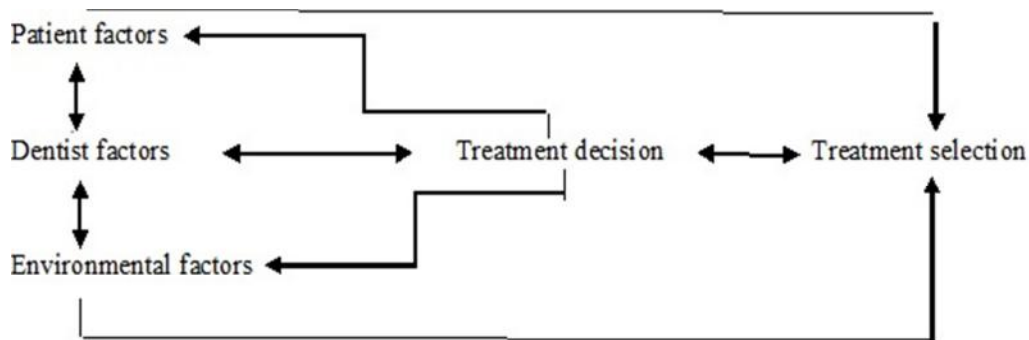 Patient factors
Dentist factors Treatment decision Treatment selection
Environmental factors